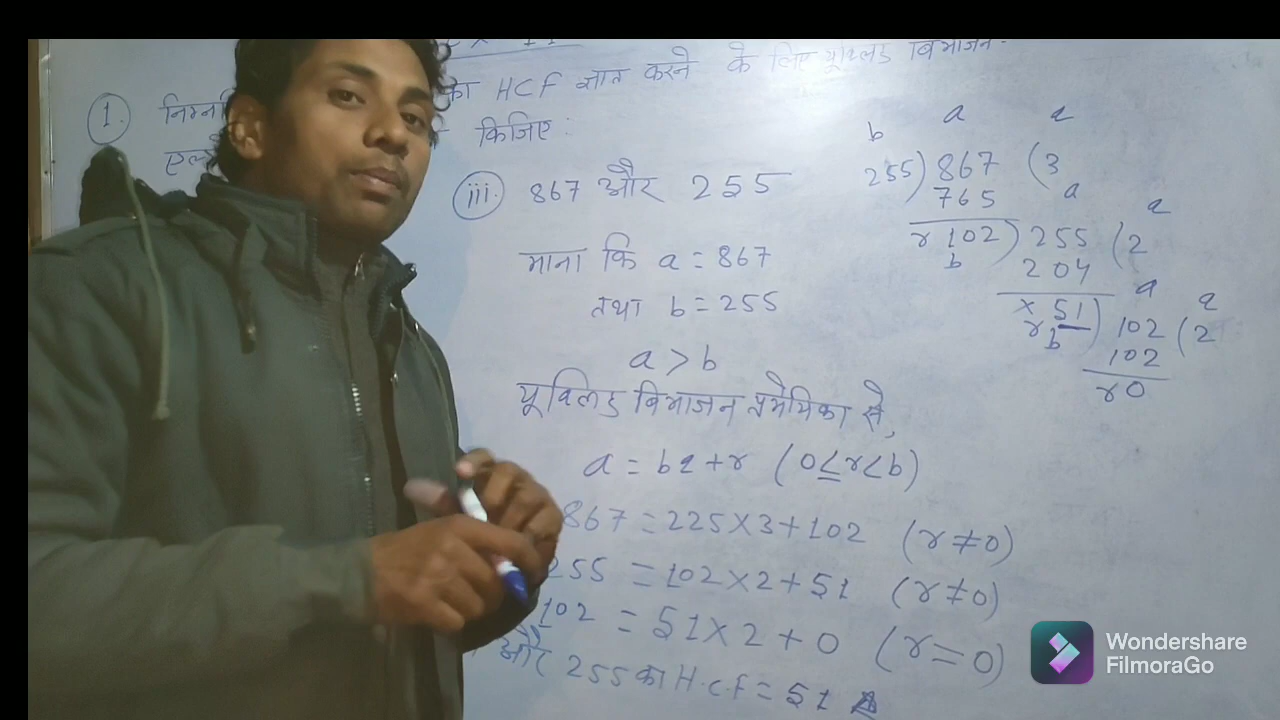 का HCF ज्ञात करने के लिए यूक्लिड विभाजन-
1. निम्न
किजिए:
iii. 867 और 255
माना कि a = 867
तथा b = 255
a > b
यूक्लिड विभाजन प्रमेयिका से,
a = bq + r (0 ≤ r < b)
867 = 225 × 3 + 102 (r ≠ 0)
255 = 102 × 2 + 51 (r ≠ 0)
102 = 51 × 2 + 0 (r = 0)
और 255 का H.C.F = 51
b a q
255) 867 (3
765 a q
r 102) 255 (2
b 204 a q
× 51) 102 (2
r b 102
r 0
Wondershare
FilmoraGo